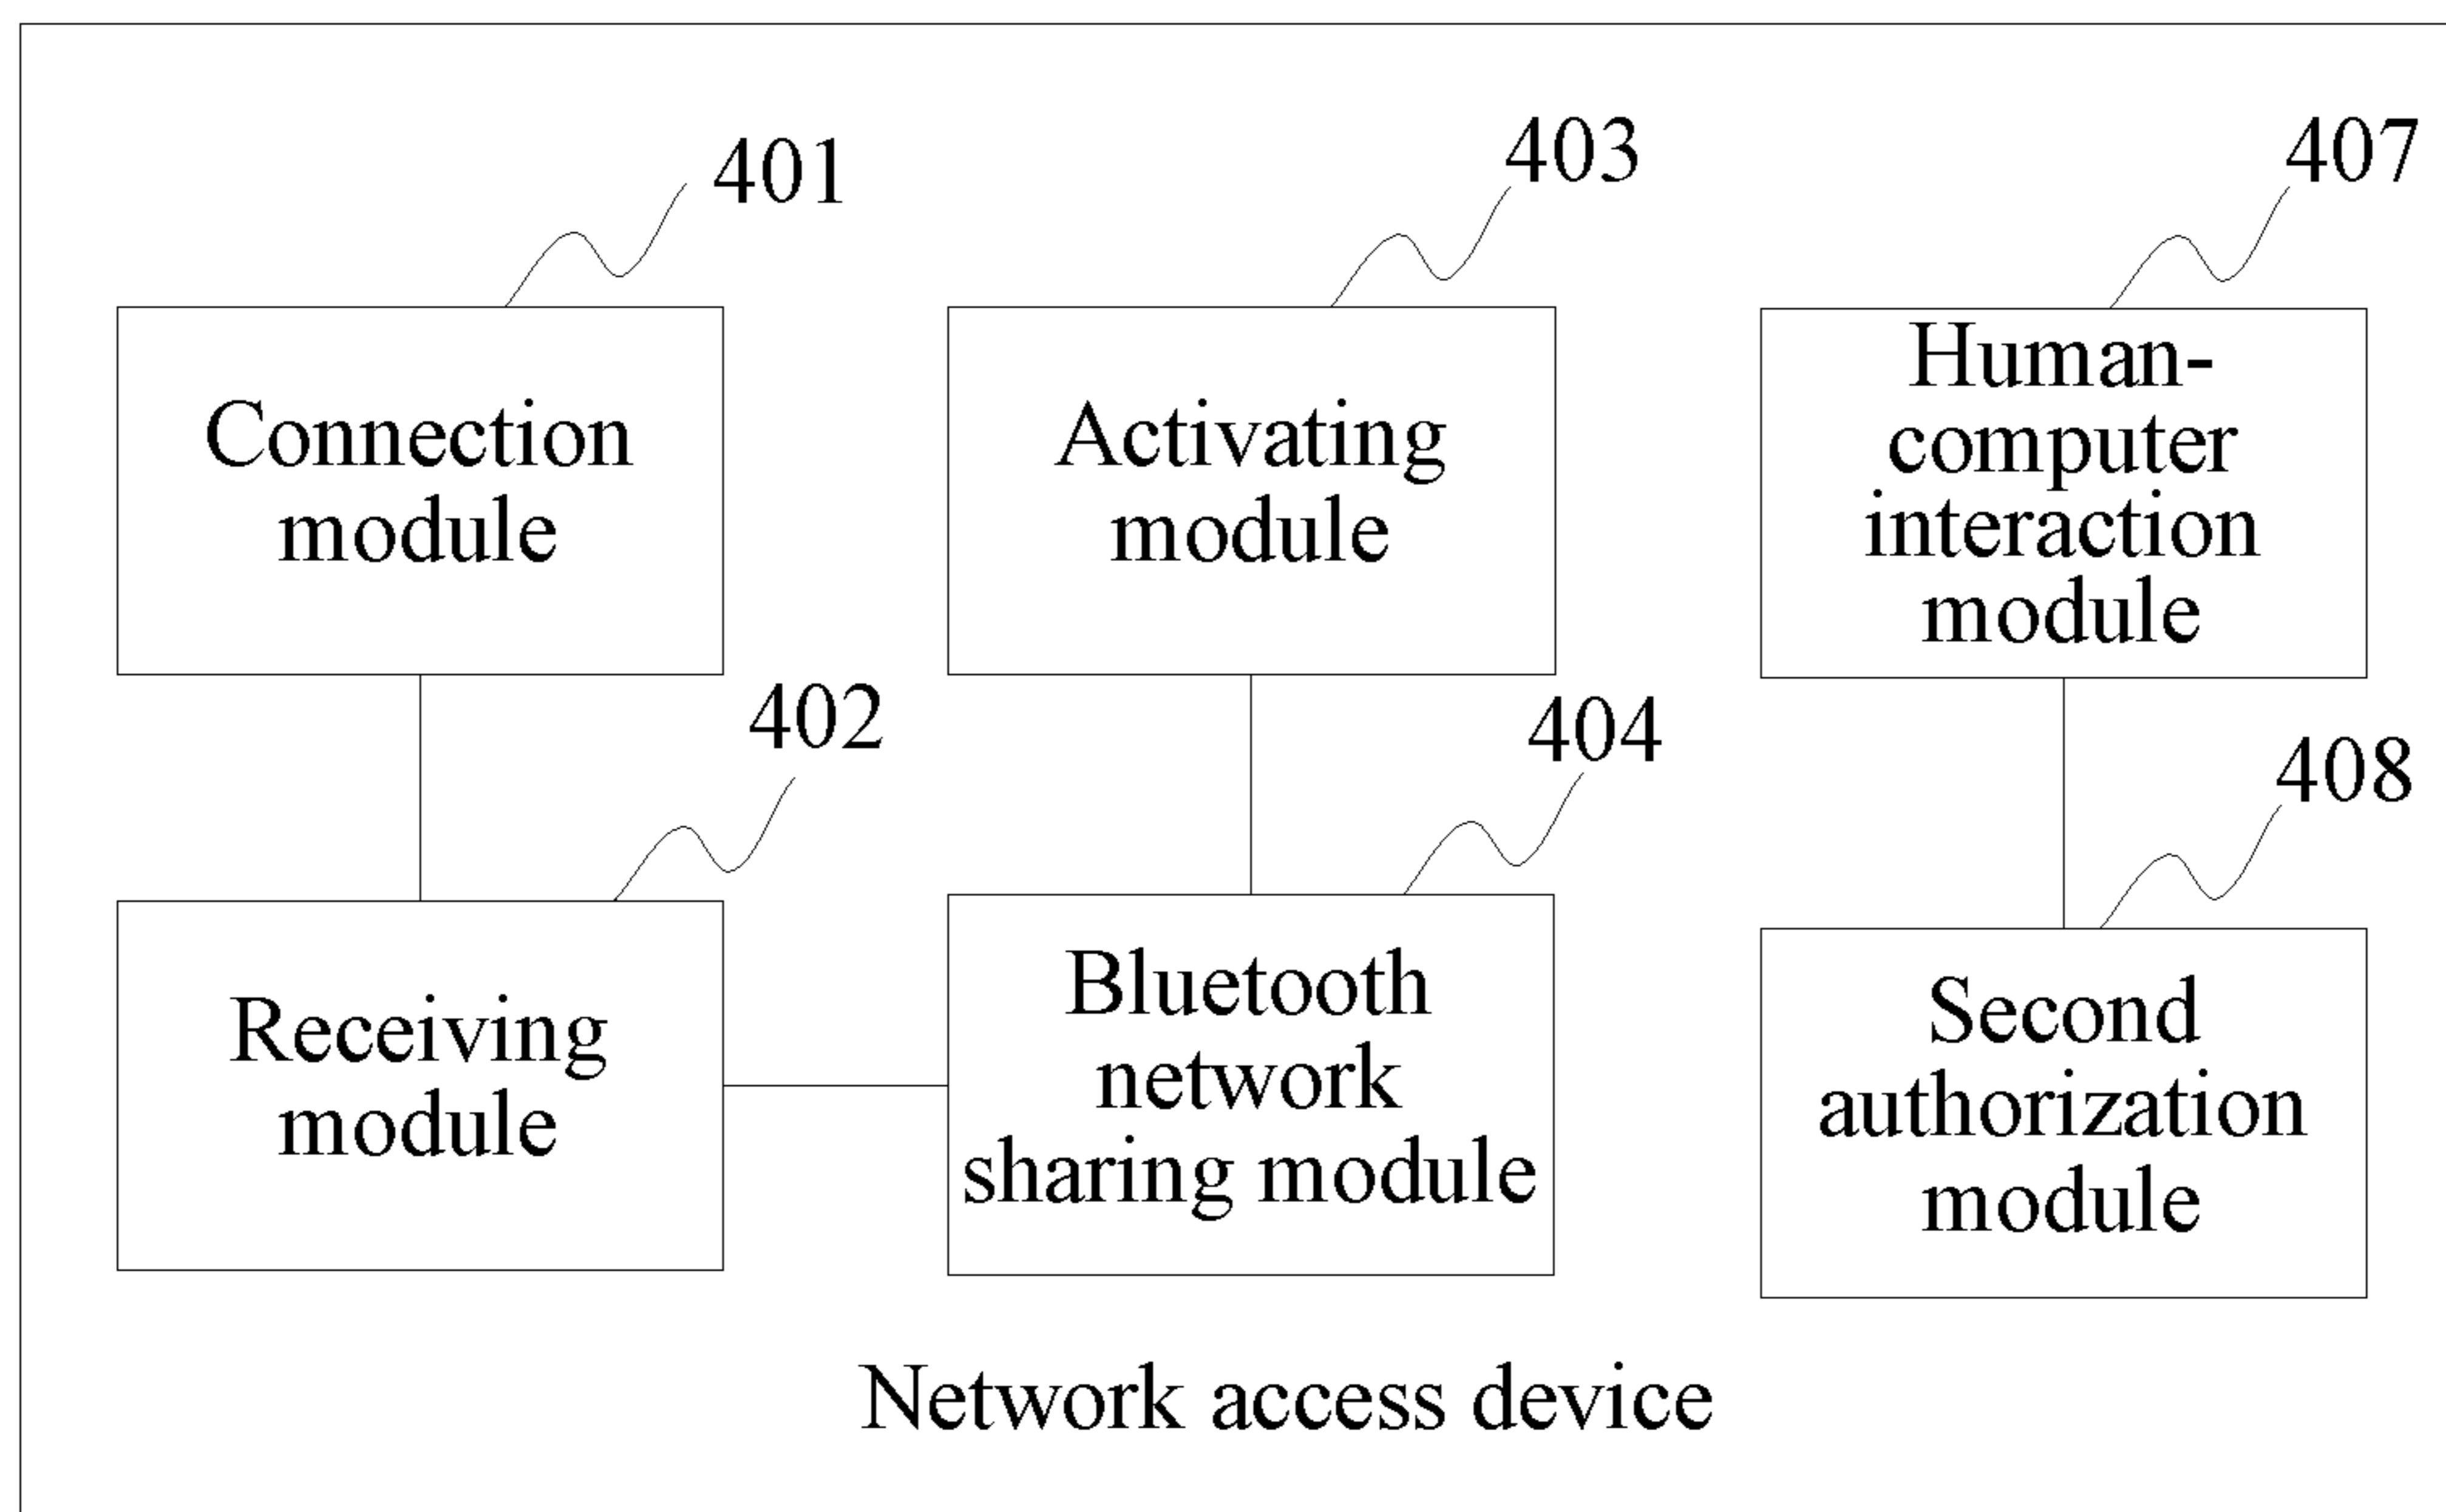 401
403
407
Connection
module
Activating
module
Human-
computer
interaction
module
402
404
408
Receiving
module
Bluetooth
network
sharing module
Second
authorization
module
Network access device